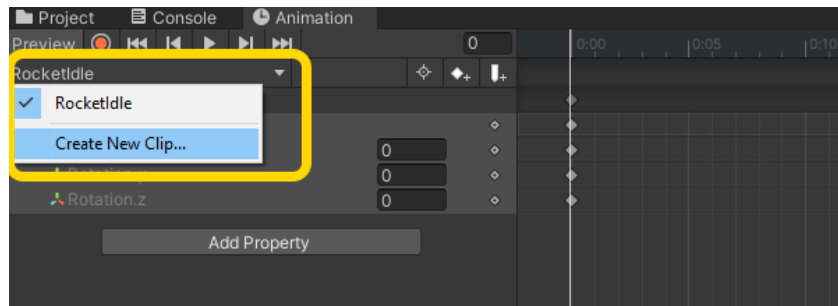 Project Console Animation
Preview 0 0:00 0:05 0:10
RocketIdle
RocketIdle
Create New Clip...
0
Rotation.y 0
Rotation.z 0
Add Property